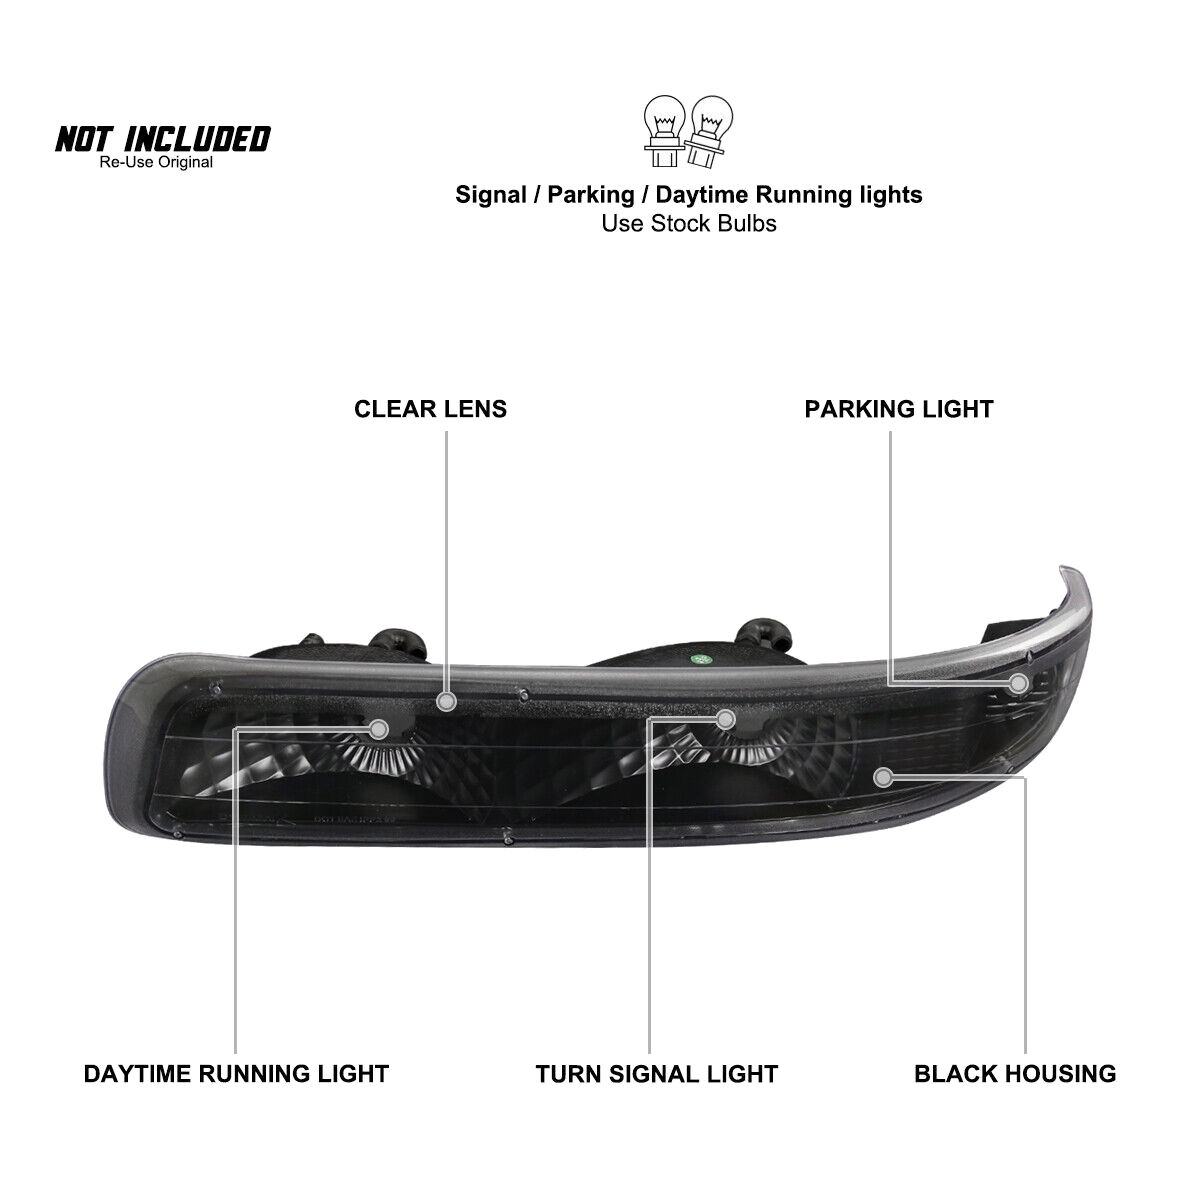 NOT INCLUDED
Re-Use Original
Signal / Parking / Daytime Running lights
Use Stock Bulbs
CLEAR LENS
PARKING LIGHT
DAYTIME RUNNING LIGHT
TURN SIGNAL LIGHT
BLACK HOUSING